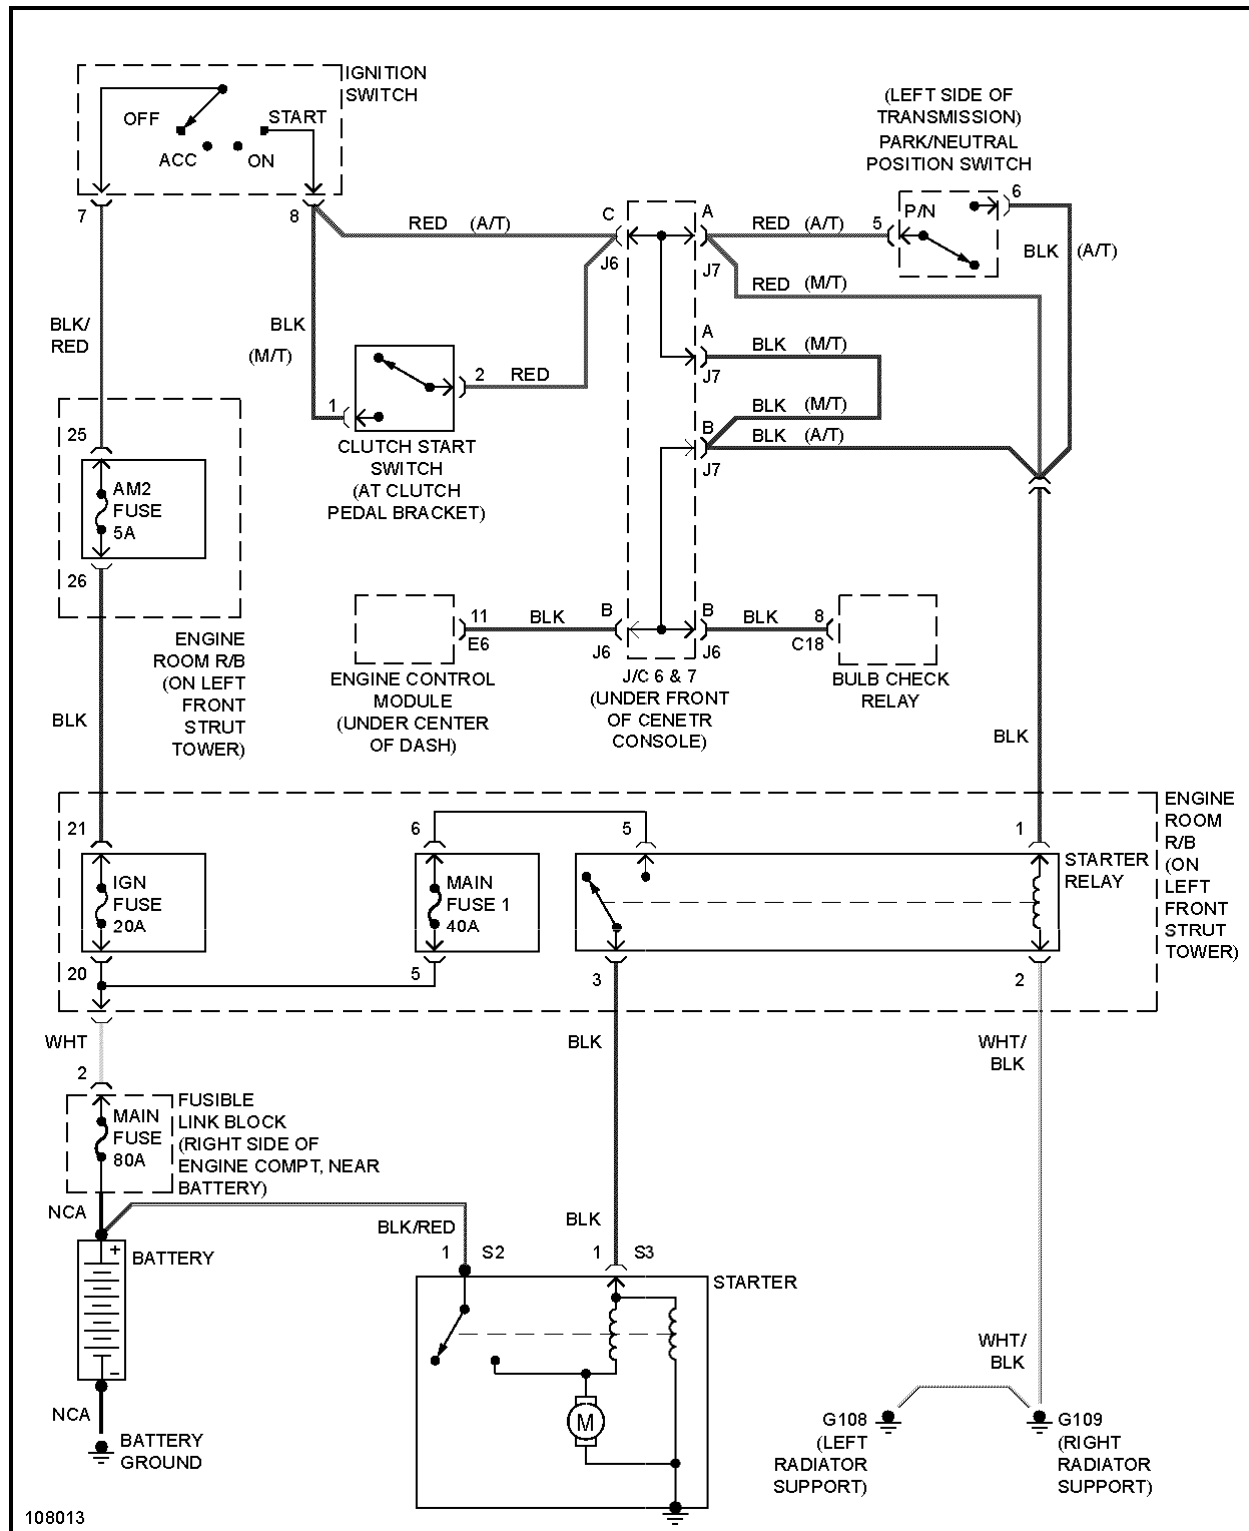 IGNITION
SWITCH
OFF
START
ACC
ON
7
8
RED (A/T)
C
J6
A
J7
RED (A/T)
5
(LEFT SIDE OF
TRANSMISSION)
PARK/NEUTRAL
POSITION SWITCH
P/N
6
BLK (A/T)
RED (M/T)
BLK/
RED
BLK
(M/T)
1
2
RED
CLUTCH START
SWITCH
(AT CLUTCH
PEDAL BRACKET)
A
J7
BLK (M/T)
BLK (M/T)
B
J7
BLK (A/T)
25
AM2
FUSE
5A
26
ENGINE
ROOM R/B
(ON LEFT
FRONT
STRUT
TOWER)
11
E6
BLK
B
J6
B
J6
BLK
8
C18
ENGINE CONTROL
MODULE
(UNDER CENTER
OF DASH)
J/C 6 & 7
(UNDER FRONT
OF CENETR
CONSOLE)
BULB CHECK
RELAY
BLK
BLK
21
6
5
1
IGN
FUSE
20A
MAIN
FUSE 1
40A
STARTER
RELAY
ENGINE
ROOM
R/B
(ON
LEFT
FRONT
STRUT
TOWER)
20
5
3
2
WHT
2
BLK
WHT/
BLK
MAIN
FUSE
80A
FUSIBLE
LINK BLOCK
(RIGHT SIDE OF
ENGINE COMPT, NEAR
BATTERY)
NCA
BLK/RED
BLK
+
BATTERY
-
1
S2
1
S3
STARTER
M
NCA
BATTERY
GROUND
WHT/
BLK
G108
(LEFT
RADIATOR
SUPPORT)
G109
(RIGHT
RADIATOR
SUPPORT)
108013